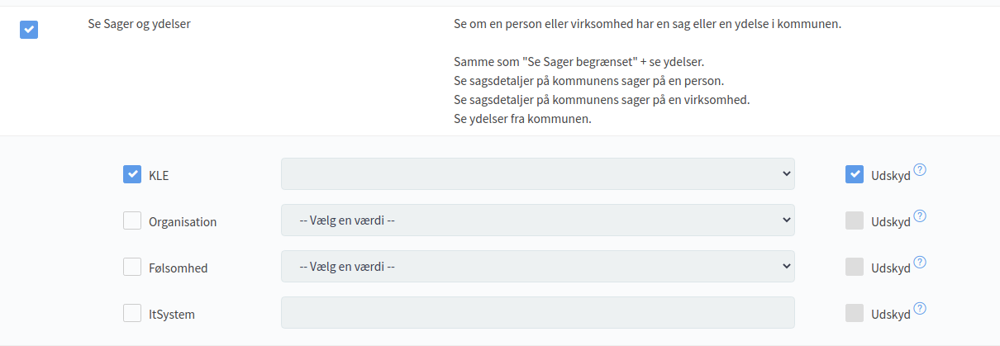 Se Sager og ydelser
Se om en person eller virksomhed har en sag eller en ydelse i kommunen.
Samme som "Se Sager begrænset" + se ydelser.
Se sagsdetaljer på kommunens sager på en person.
Se sagsdetaljer på kommunens sager på en virksomhed.
Se ydelser fra kommunen.
KLE Udskyd ?
Organisation -- Vælg en værdi -- Udskyd ?
Følsomhed -- Vælg en værdi -- Udskyd ?
ItSystem Udskyd ?